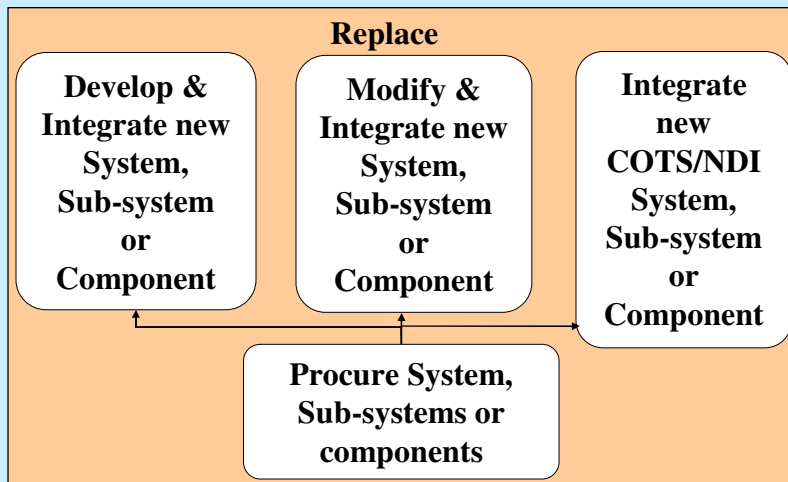 Replace
Develop &
Integrate new
System,
Sub-system
or
Component
Modify &
Integrate new
System,
Sub-system
or
Component
Integrate
new
COTS/NDI
System,
Sub-system
or
Component
Procure System,
Sub-systems or
components